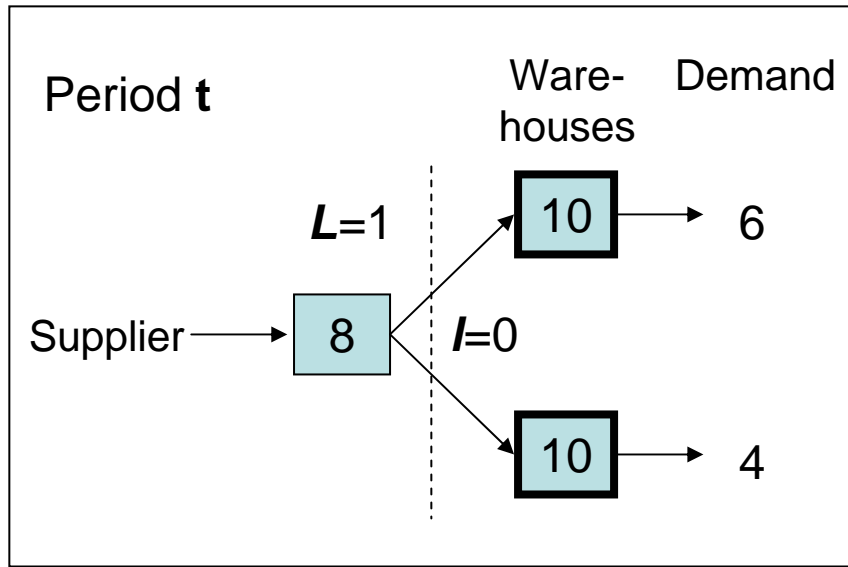 Period t
Ware-
houses
Demand
L=1
10
6
Supplier
8
l=0
10
4